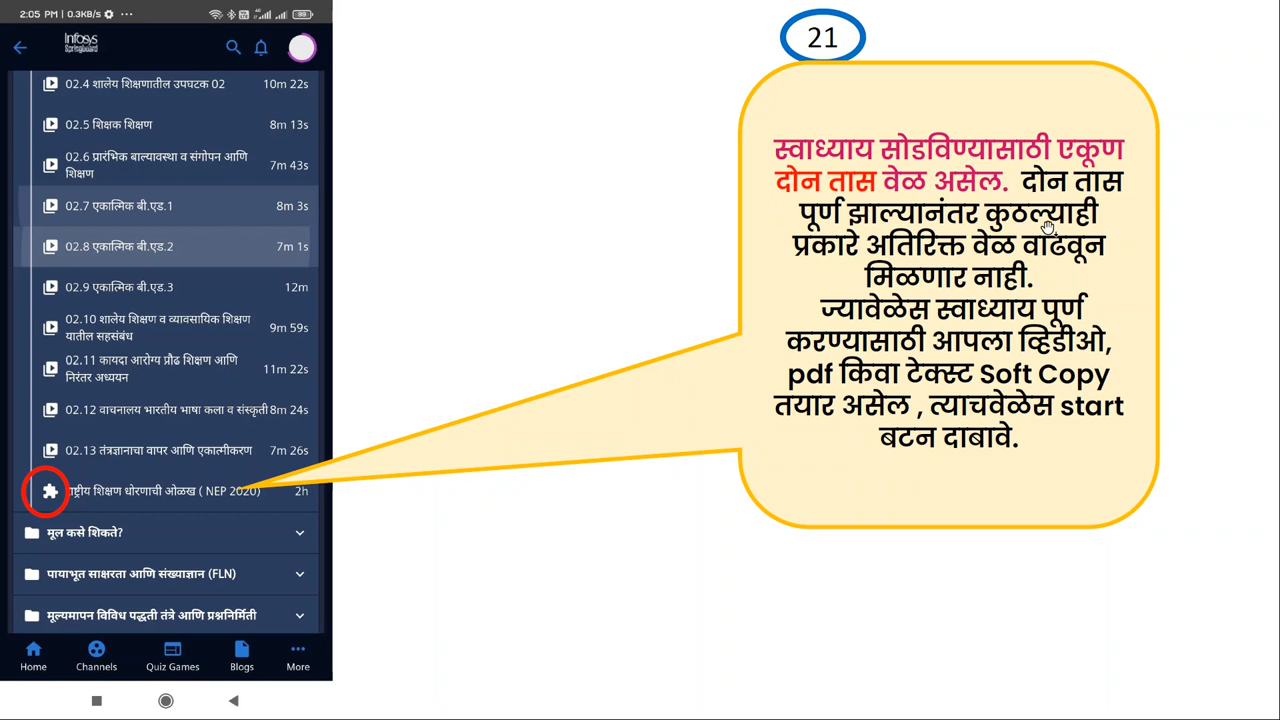 2:05 PM | 0.3KB/s
Infosys
Springboard
02.4 शालेय शिक्षणातील उपघटक 02 10m 22s
02.5 शिक्षक शिक्षण 8m 13s
02.6 प्रारंभिक बाल्यावस्था व संगोपन आणि
शिक्षण 7m 43s
02.7 एकात्मिक बी.एड.1 8m 3s
02.8 एकात्मिक बी.एड.2 7m 1s
02.9 एकात्मिक बी.एड.3 12m
02.10 शालेय शिक्षण व व्यावसायिक शिक्षण
यातील सहसंबंध 9m 59s
02.11 कायदा आरोग्य प्रौढ शिक्षण आणि
निरंतर अध्ययन 11m 22s
02.12 वाचनालय भारतीय भाषा कला व संस्कृती 8m 24s
02.13 तंत्रज्ञानाचा वापर आणि एकात्मीकरण 7m 26s
राष्ट्रीय शिक्षण धोरणाची ओळख ( NEP 2020) 2h
मूल कसे शिकते?
पायाभूत साक्षरता आणि संख्याज्ञान (FLN)
मूल्यमापन विविध पद्धती तंत्रे आणि प्रश्ननिर्मिती
Home Channels Quiz Games Blogs More
21
स्वाध्याय सोडविण्यासाठी एकूण
दोन तास वेळ असेल. दोन तास
पूर्ण झाल्यानंतर कुठल्याही
प्रकारे अतिरिक्त वेळ वाढवून
मिळणार नाही.
ज्यावेळेस स्वाध्याय पूर्ण
करण्यासाठी आपला व्हिडीओ,
pdf किवा टेक्स्ट Soft Copy
तयार असेल , त्याचवेळेस start
बटन दाबावे.